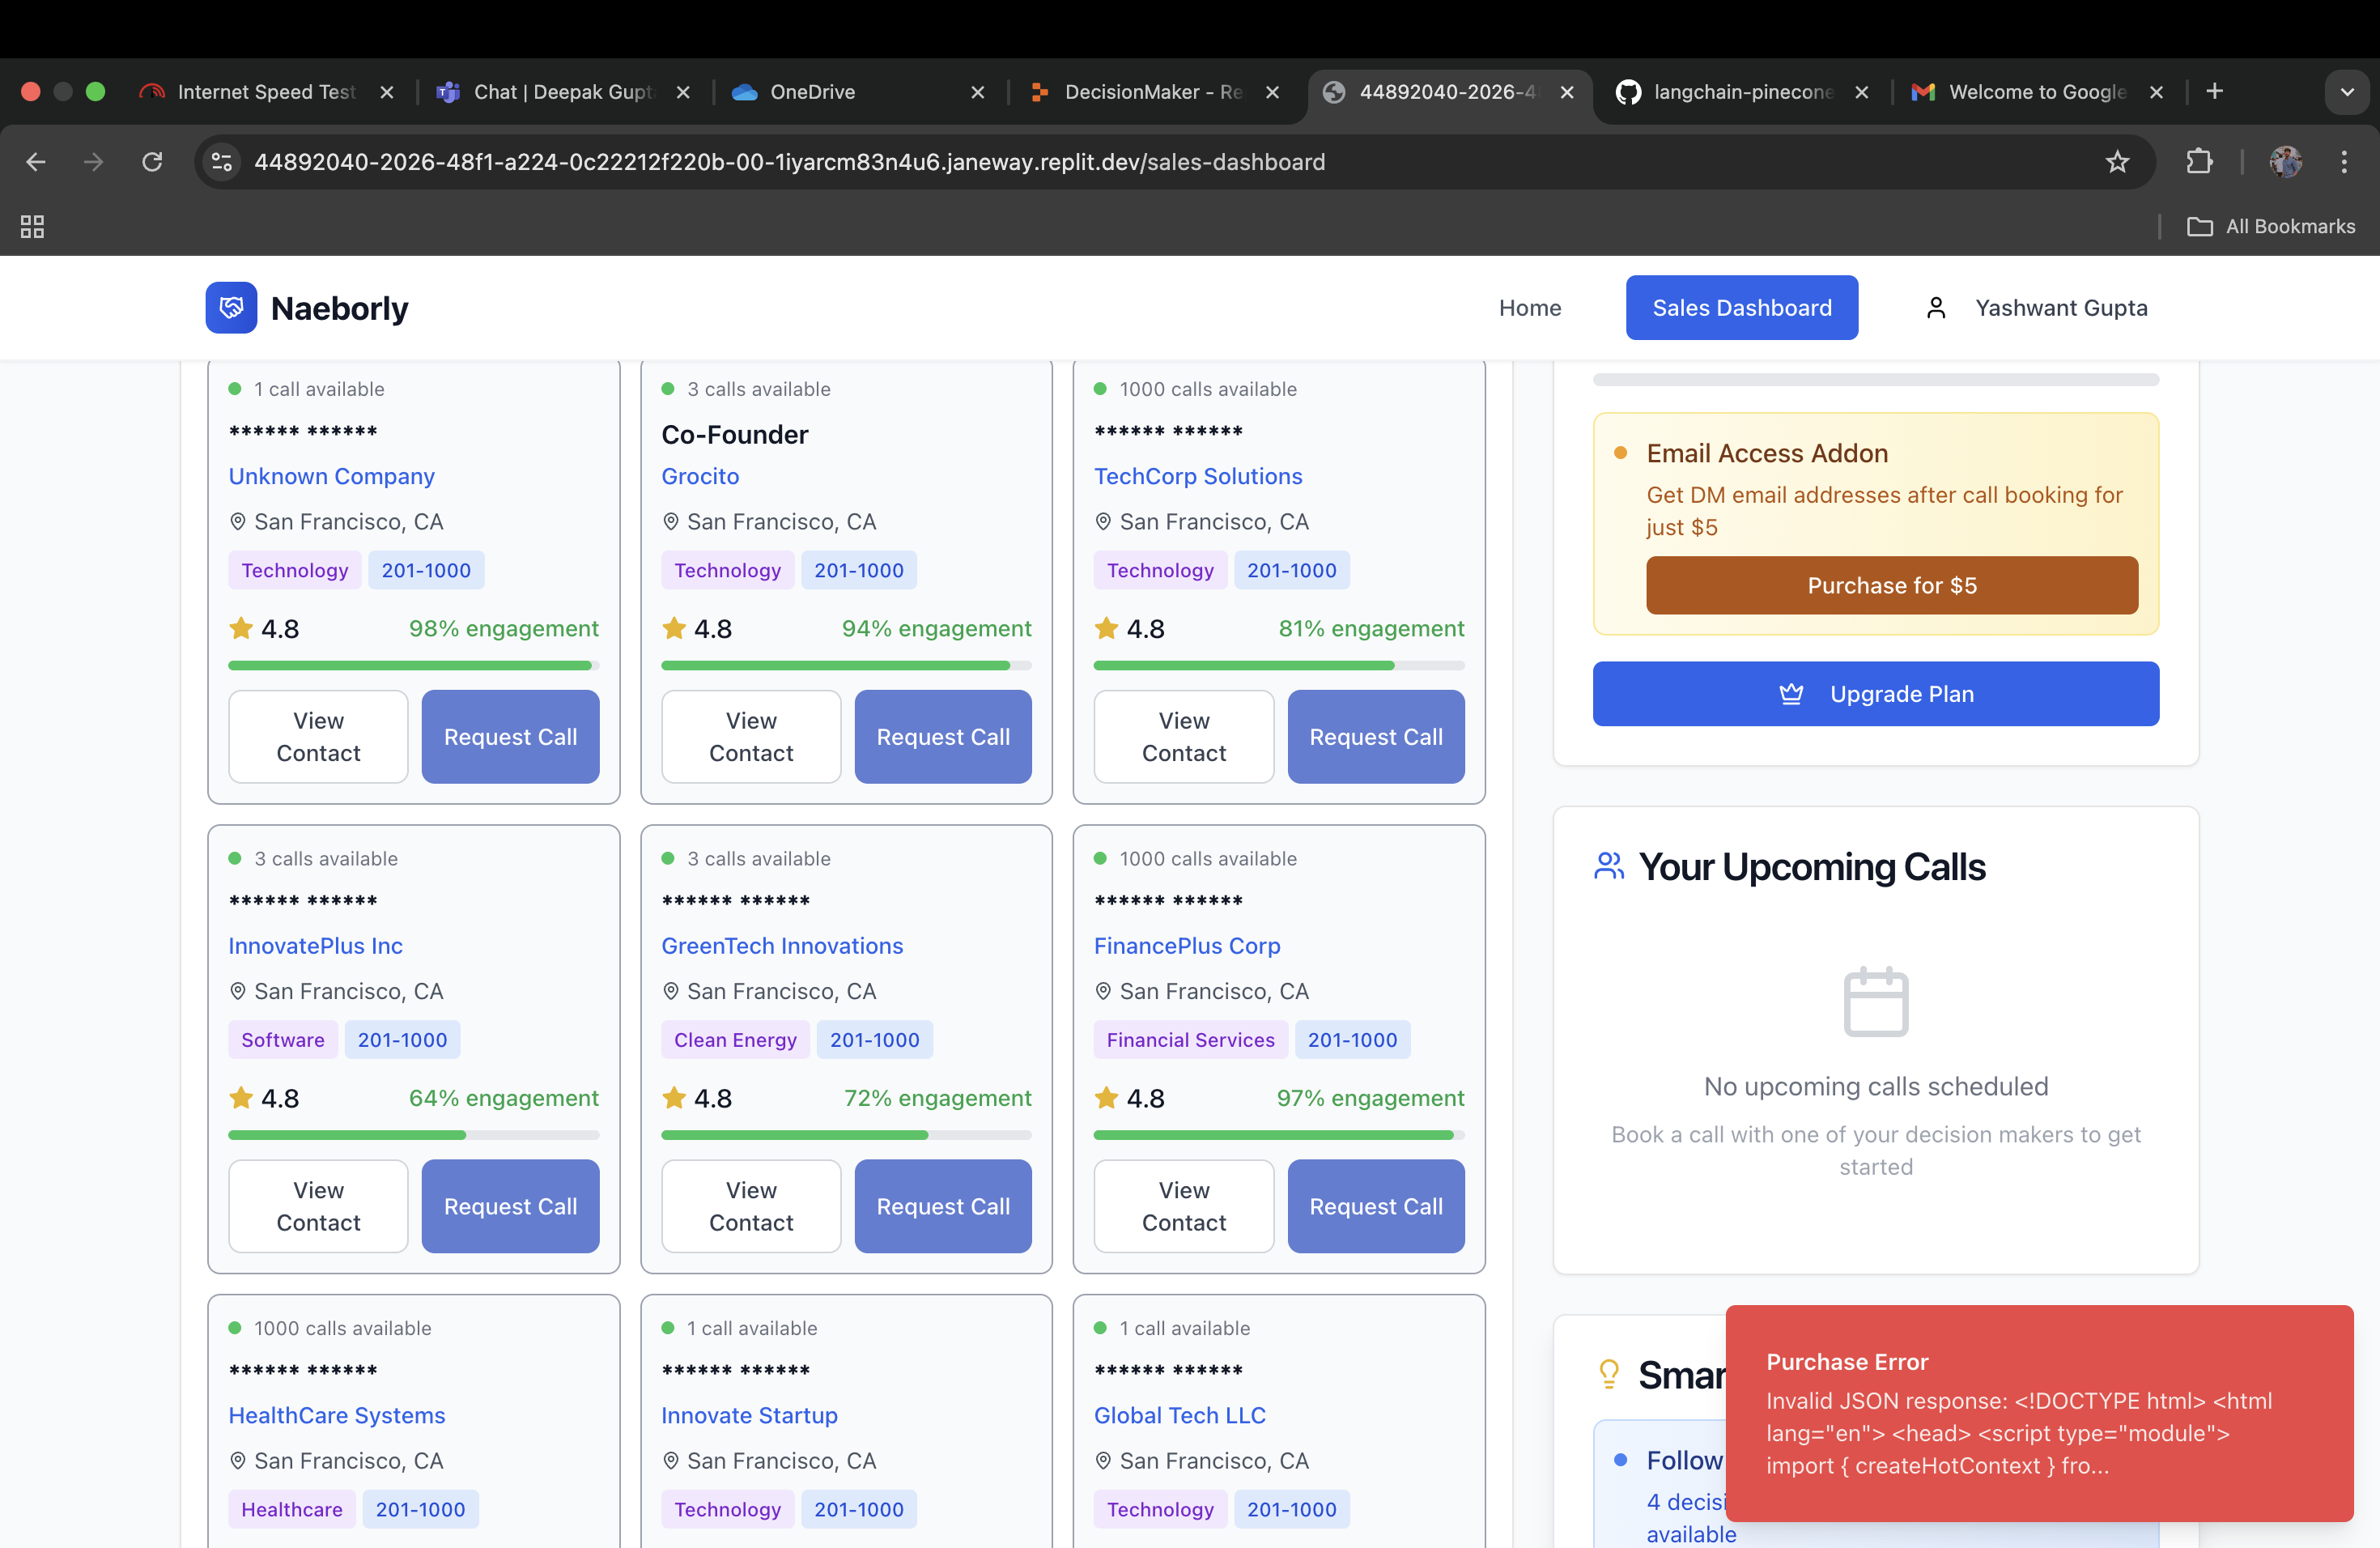 Internet Speed Test
Chat | Deepak Gupt
OneDrive
DecisionMaker - Re
44892040-2026-4
langchain-pinecone
Welcome to Google
44892040-2026-48f1-a224-0c22212f220b-00-1iyarcm83n4u6.janeway.replit.dev/sales-dashboard
All Bookmarks
Naeborly
Home
Sales Dashboard
Yashwant Gupta
1 call available
****** ******
Unknown Company
San Francisco, CA
Technology 201-1000
4.8 98% engagement
View Contact
Request Call
3 calls available
Co-Founder
Grocito
San Francisco, CA
Technology 201-1000
4.8 94% engagement
View Contact
Request Call
1000 calls available
****** ******
TechCorp Solutions
San Francisco, CA
Technology 201-1000
4.8 81% engagement
View Contact
Request Call
3 calls available
****** ******
InnovatePlus Inc
San Francisco, CA
Software 201-1000
4.8 64% engagement
View Contact
Request Call
3 calls available
****** ******
GreenTech Innovations
San Francisco, CA
Clean Energy 201-1000
4.8 72% engagement
View Contact
Request Call
1000 calls available
****** ******
FinancePlus Corp
San Francisco, CA
Financial Services 201-1000
4.8 97% engagement
View Contact
Request Call
1000 calls available
****** ******
HealthCare Systems
San Francisco, CA
Healthcare 201-1000
1 call available
****** ******
Innovate Startup
San Francisco, CA
Technology 201-1000
1 call available
****** ******
Global Tech LLC
San Francisco, CA
Technology 201-1000
Email Access Addon
Get DM email addresses after call booking for
just $5
Purchase for $5
Upgrade Plan
Your Upcoming Calls
No upcoming calls scheduled
Book a call with one of your decision makers to get
started
Smar
Follow
4 decisi
available
Purchase Error
Invalid JSON response: <!DOCTYPE html> <html
lang="en"> <head> <script type="module">
import { createHotContext } fro...